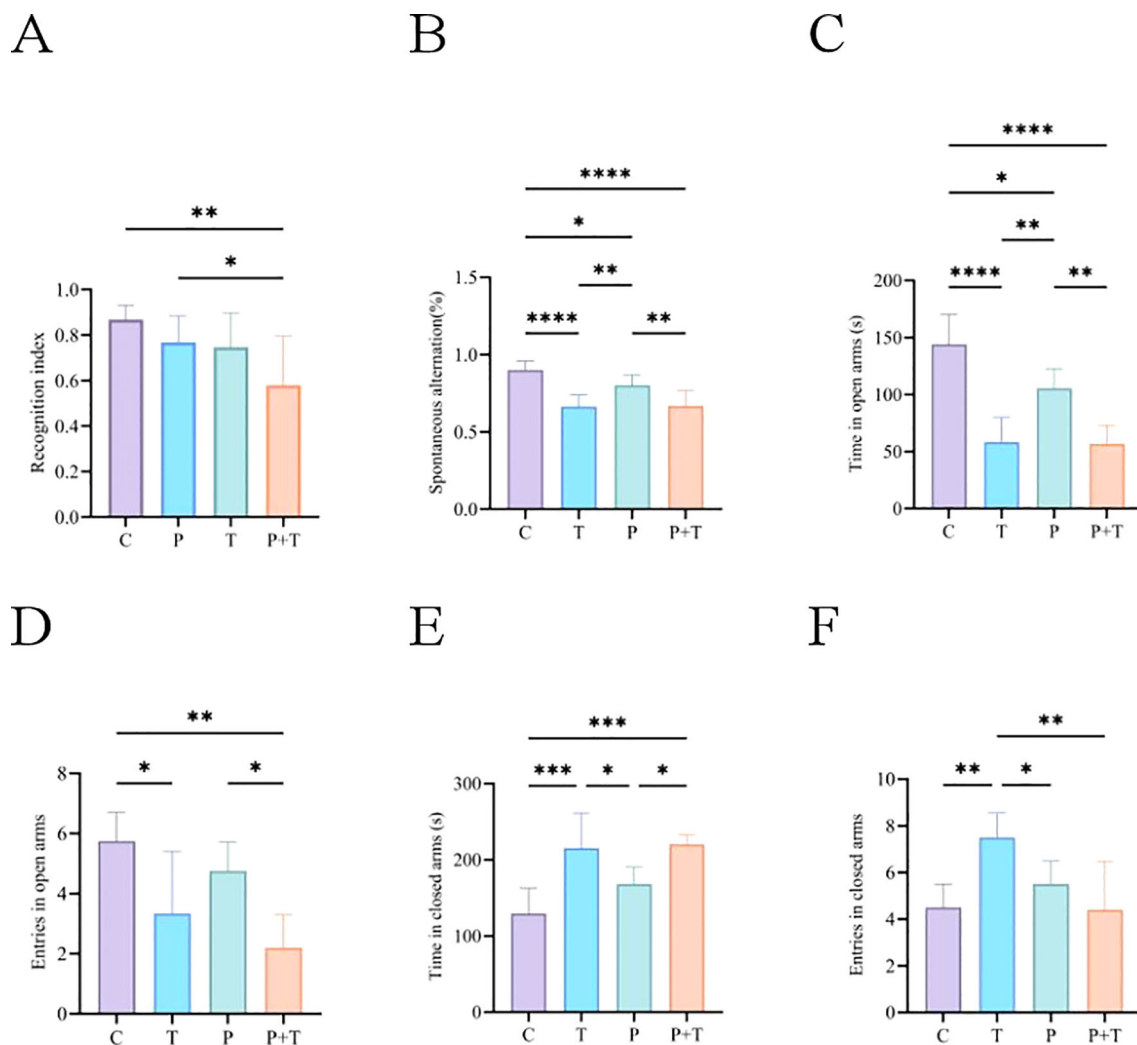 A
B
C
****
*
**
****
**
Time in open arms (s)
200
150
100
50
0
C
T
P
P+T
****
*
**
****
**
Spontaneous alternation(%)
1.5
1.0
0.5
0.0
C
T
P
P+T
**
*
Recognition index
1.0
0.8
0.6
0.4
0.2
0.0
C
P
T
P+T
D
E
F
**
*
*
Entries in open arms
8
6
4
2
0
C
T
P
P+T
***
***
*
*
Time in closed arms (s)
300
200
100
0
C
T
P
P+T
**
**
*
Entries in closed arms
10
8
6
4
2
0
C
T
P
P+T